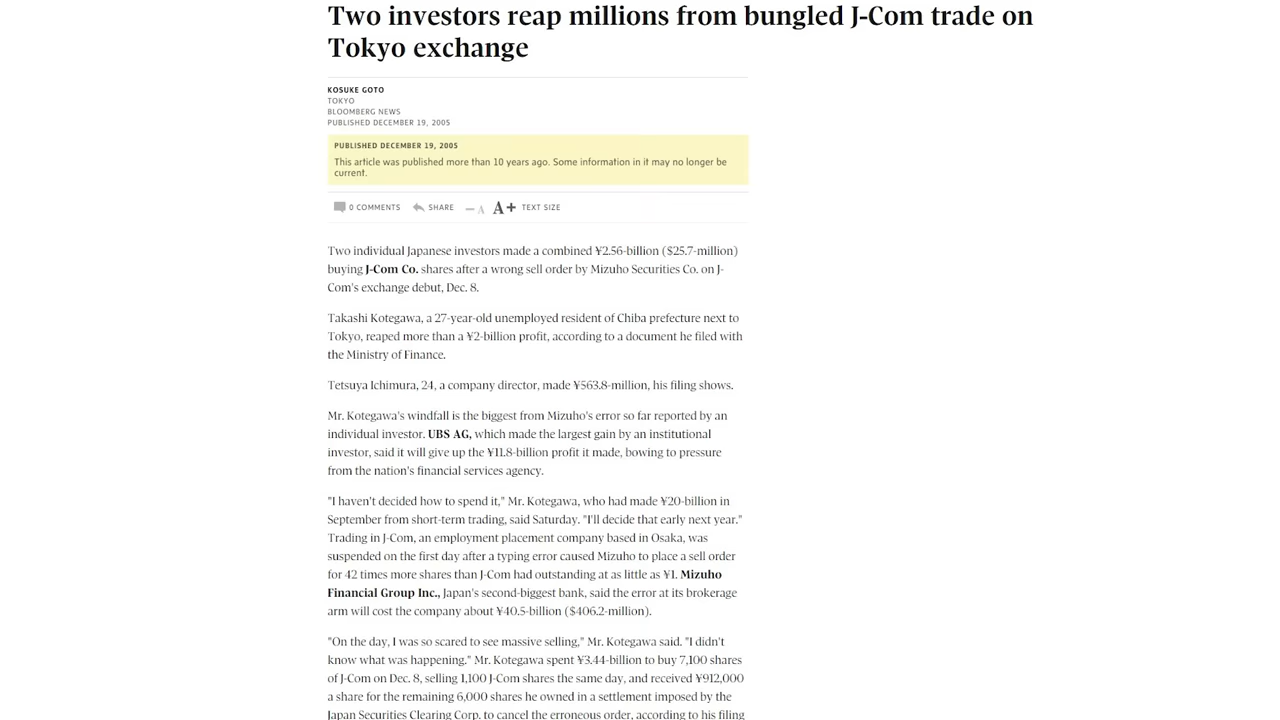 Two investors reap millions from bungled J-Com trade on
Tokyo exchange
KOSUKE GOTO
TOKYO
BLOOMBERG NEWS
PUBLISHED DECEMBER 19, 2005
PUBLISHED DECEMBER 19, 2005
This article was published more than 10 years ago. Some information in it may no longer be
current.
0 COMMENTS SHARE — A A+ TEXT SIZE
Two individual Japanese investors made a combined ¥2.56-billion ($25.7-million)
buying J-Com Co. shares after a wrong sell order by Mizuho Securities Co. on J-
Com's exchange debut, Dec. 8.
Takashi Kotegawa, a 27-year-old unemployed resident of Chiba prefecture next to
Tokyo, reaped more than a ¥2-billion profit, according to a document he filed with
the Ministry of Finance.
Tetsuya Ichimura, 24, a company director, made ¥563.8-million, his filing shows.
Mr. Kotegawa's windfall is the biggest from Mizuho's error so far reported by an
individual investor. UBS AG, which made the largest gain by an institutional
investor, said it will give up the ¥11.8-billion profit it made, bowing to pressure
from the nation's financial services agency.
"I haven't decided how to spend it," Mr. Kotegawa, who had made ¥20-billion in
September from short-term trading, said Saturday. "I'll decide that early next year."
Trading in J-Com, an employment placement company based in Osaka, was
suspended on the first day after a typing error caused Mizuho to place a sell order
for 42 times more shares than J-Com had outstanding at as little as ¥1. Mizuho
Financial Group Inc., Japan's second-biggest bank, said the error at its brokerage
arm will cost the company about ¥40.5-billion ($406.2-million).
"On the day, I was so scared to see massive selling," Mr. Kotegawa said. "I didn't
know what was happening." Mr. Kotegawa spent ¥3.44-billion to buy 7,100 shares
of J-Com on Dec. 8, selling 1,100 J-Com shares the same day, and received ¥912,000
a share for the remaining 6,000 shares he owned in a settlement imposed by the
Japan Securities Clearing Corp. to cancel the erroneous order, according to his filing